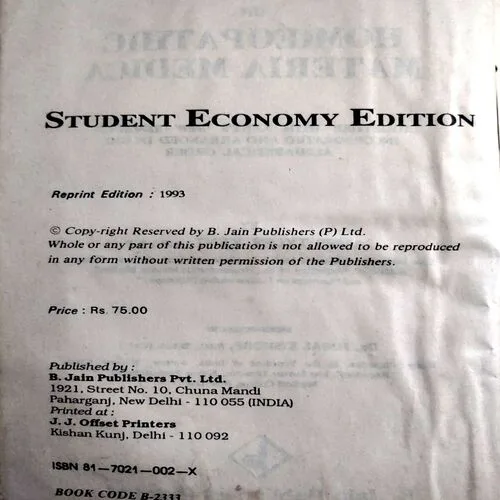 STUDENT ECONOMY EDITION
Reprint Edition : 1993
© Copy-right Reserved by B. Jain Publishers (P) Ltd.
Whole or any part of this publication is not allowed to be reproduced
in any form without written permission of the Publishers.
Price : Rs. 75.00
Published by :
B. Jain Publishers Pvt. Ltd.
1921, Street No. 10, Chuna Mandi
Paharganj, New Delhi - 110 055 (INDIA)
Printed at :
J. J. Offset Printers
Kishan Kunj, Delhi - 110 092
ISBN 81-7021-002-X
BOOK CODE B-2333